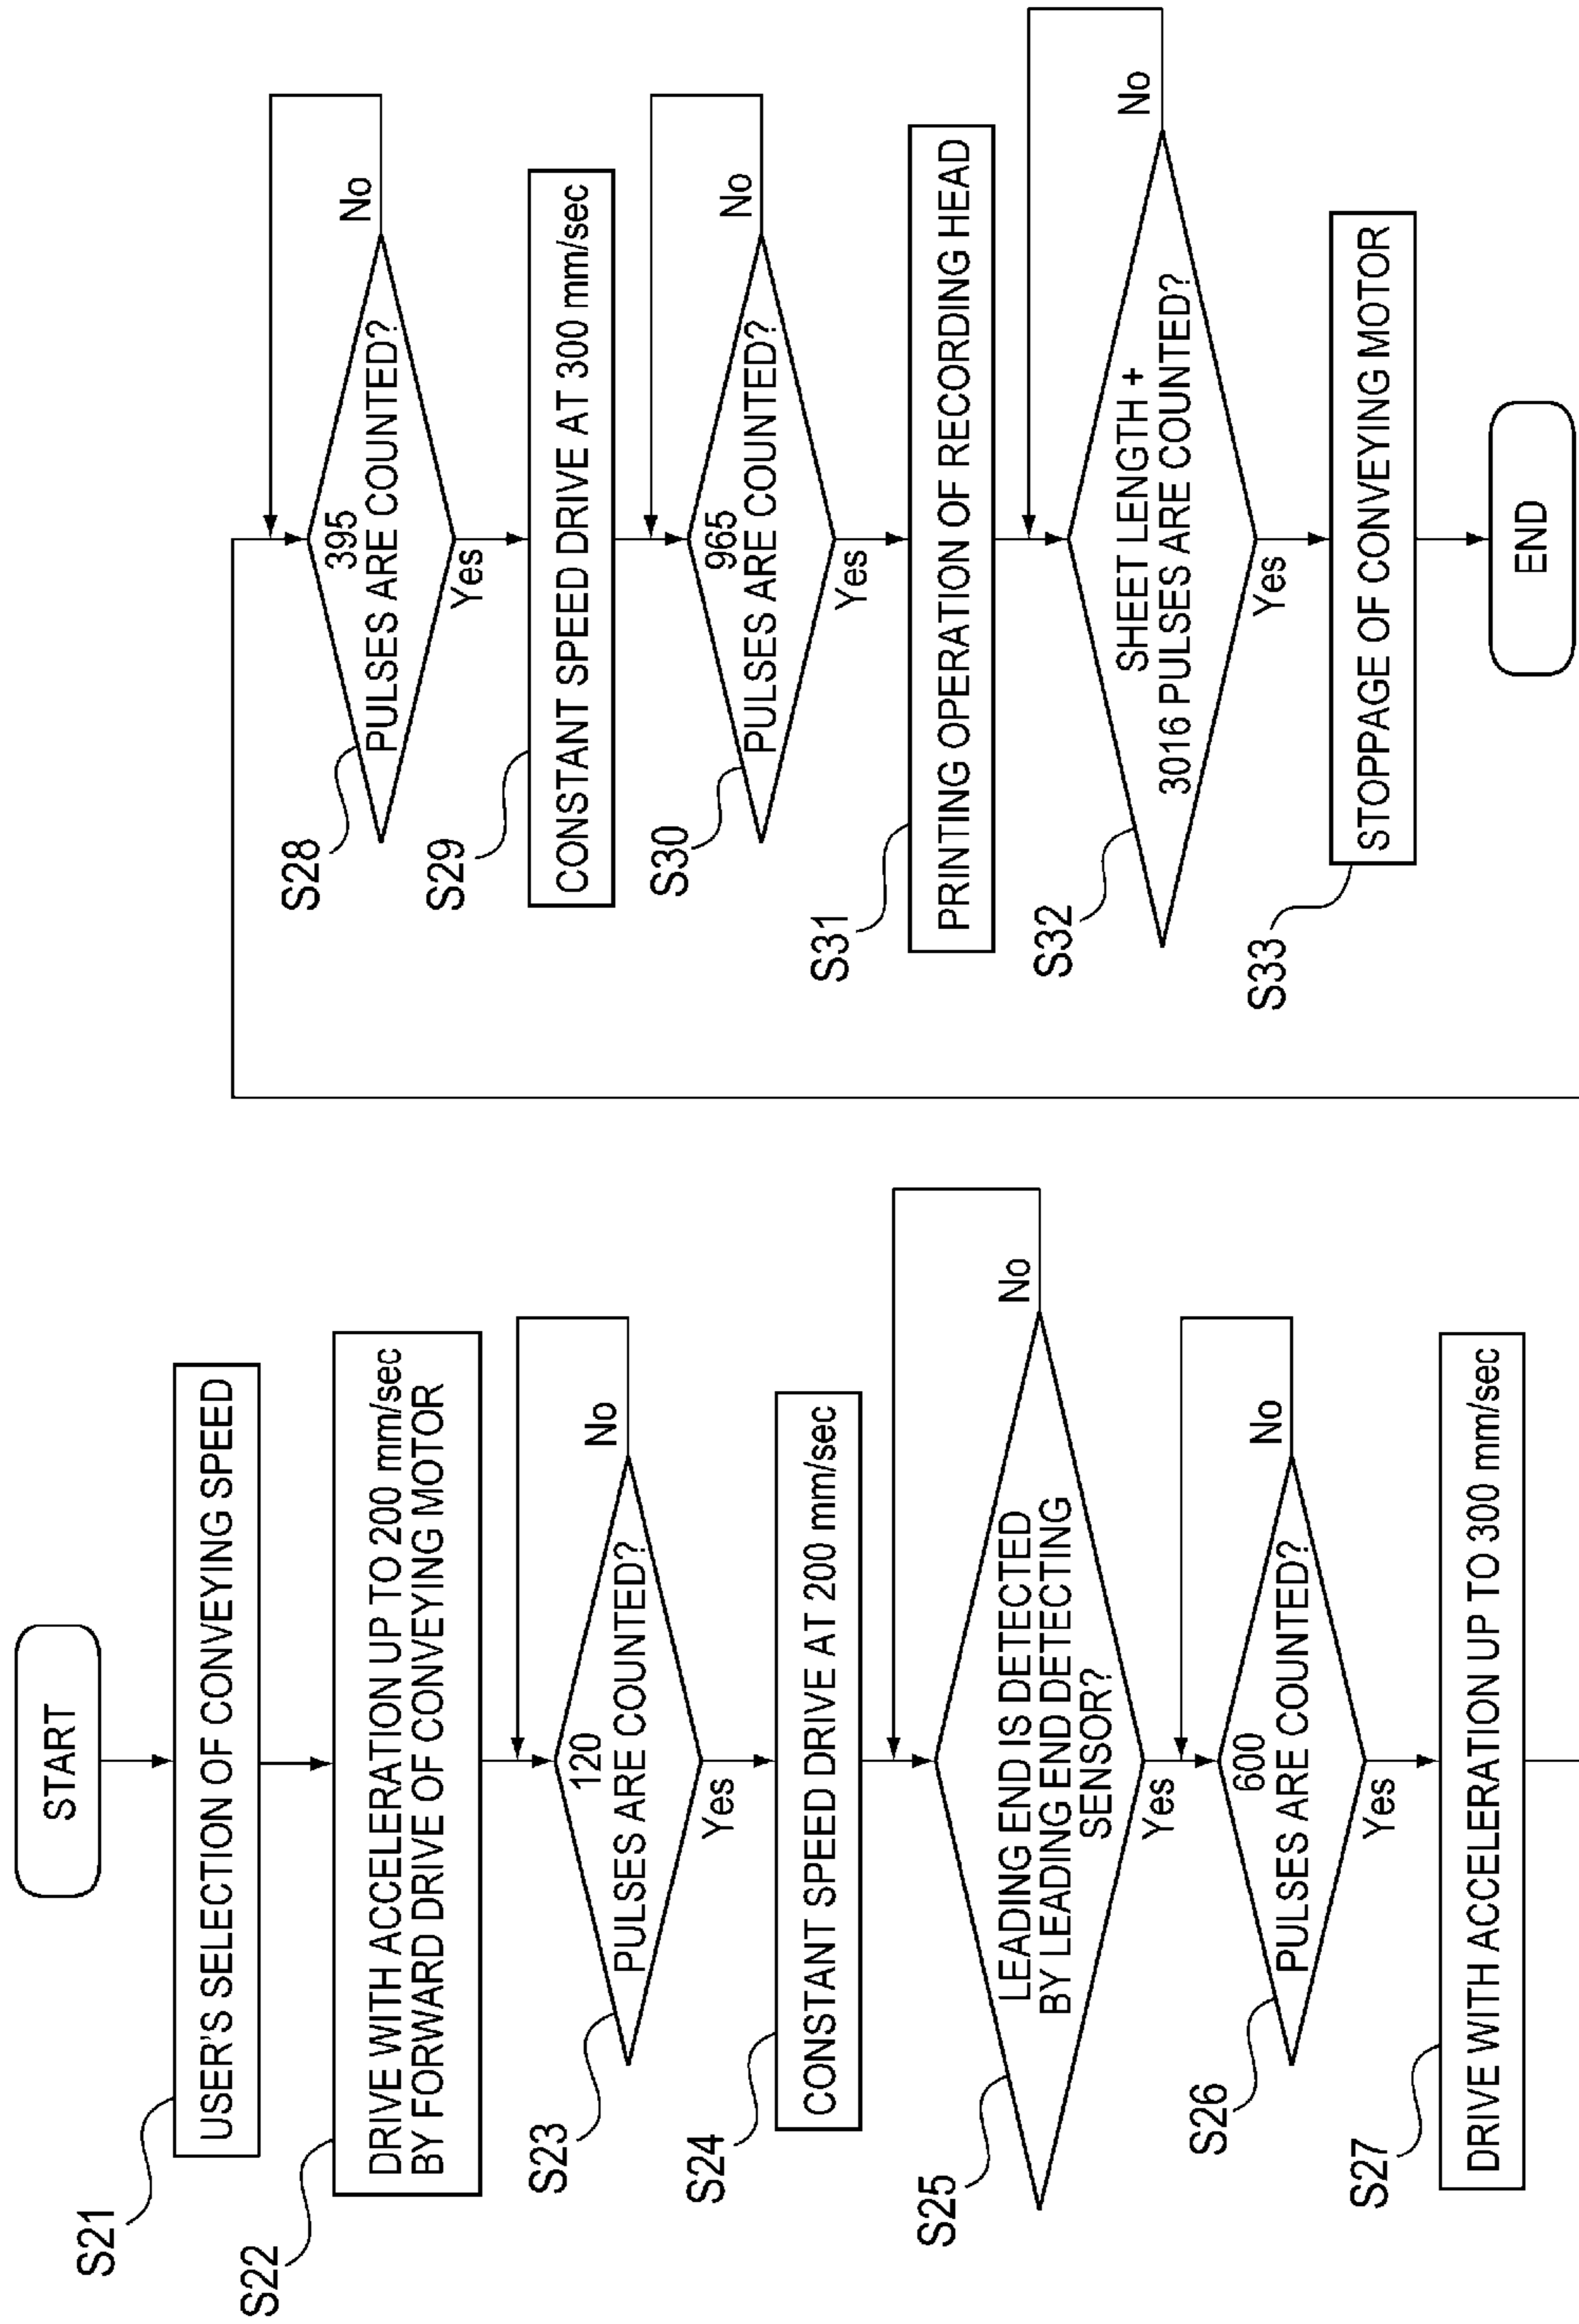 START
S21
USER'S SELECTION OF CONVEYING SPEED
S22
DRIVE WITH ACCELERATION UP TO 200 mm/sec
BY FORWARD DRIVE OF CONVEYING MOTOR
S23
120
PULSES ARE COUNTED?
No
Yes
S24
CONSTANT SPEED DRIVE AT 200 mm/sec
S25
LEADING END IS DETECTED
BY LEADING END DETECTING
SENSOR?
No
Yes
S26
600
PULSES ARE COUNTED?
No
Yes
S27
DRIVE WITH ACCELERATION UP TO 300 mm/sec
S28
395
PULSES ARE COUNTED?
No
Yes
S29
CONSTANT SPEED DRIVE AT 300 mm/sec
S30
965
PULSES ARE COUNTED?
No
Yes
S31
PRINTING OPERATION OF RECORDING HEAD
S32
SHEET LENGTH +
3016 PULSES ARE COUNTED?
No
Yes
S33
STOPPAGE OF CONVEYING MOTOR
END